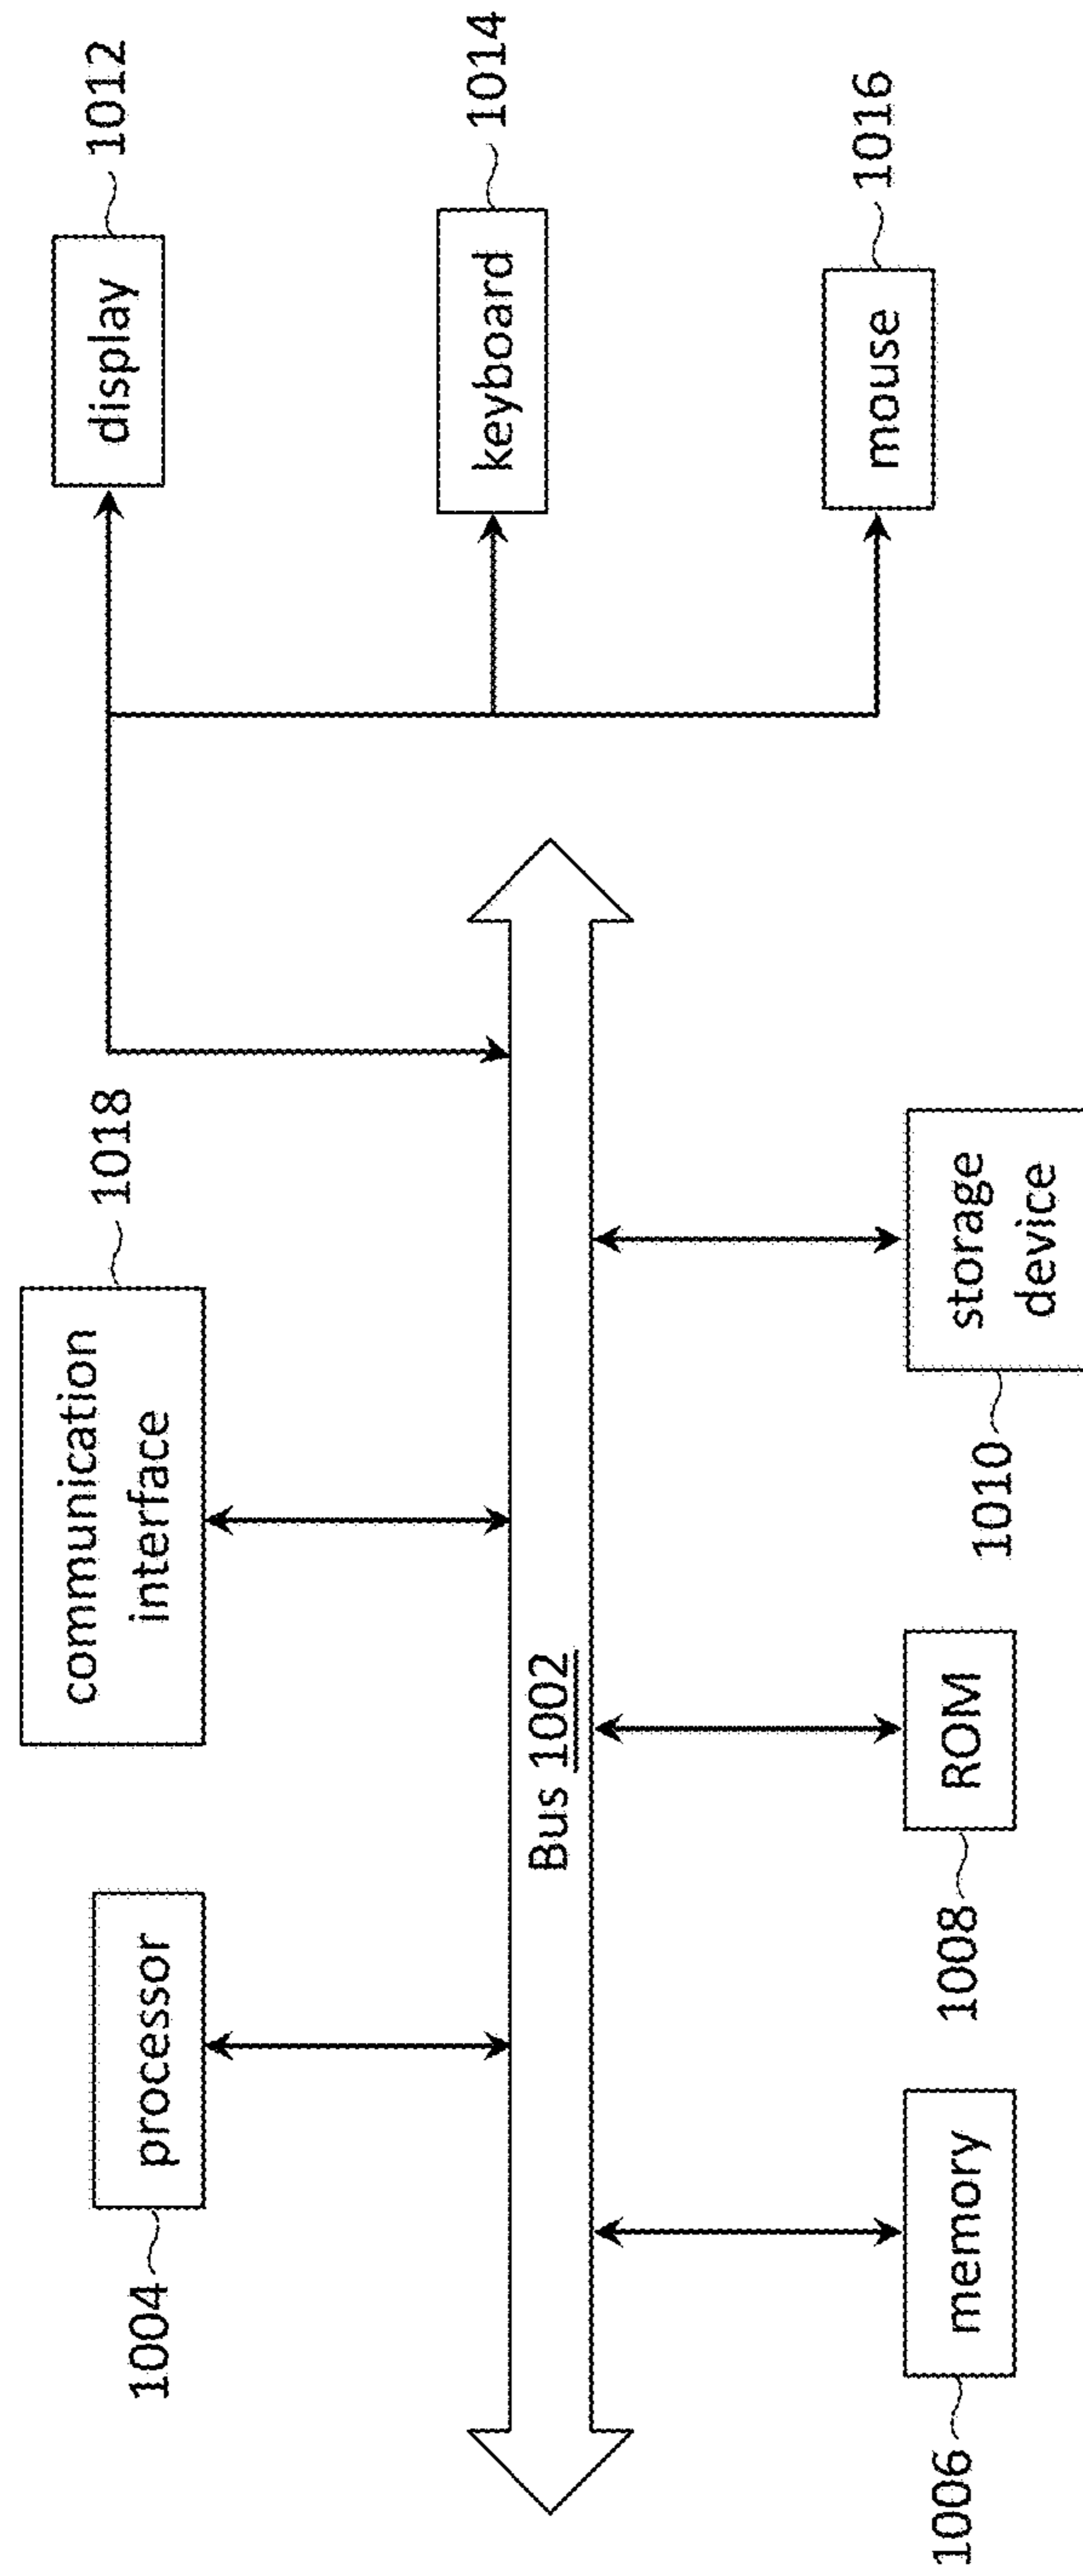 1004
processor
communication
interface
1018
display
1012
keyboard
1014
mouse
1016
Bus 1002
1006
memory
1008
ROM
1010
storage
device